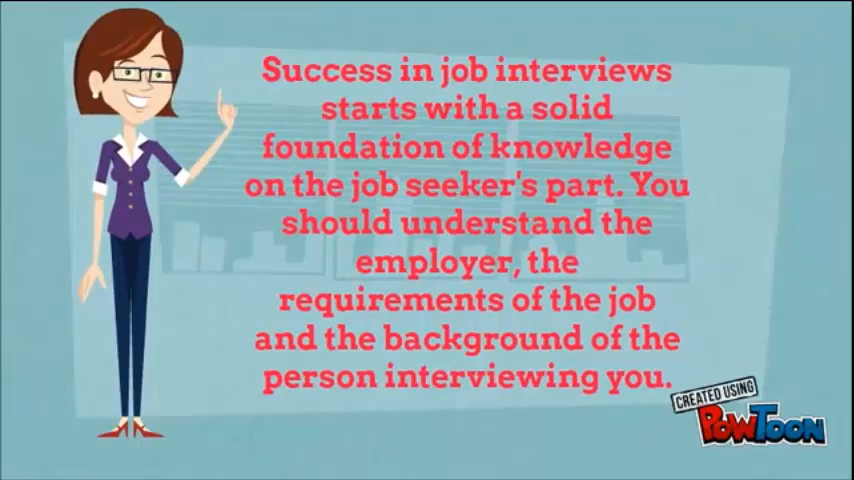 Success in job interviews
starts with a solid
foundation of knowledge
on the job seeker's part. You
should understand the
employer, the
requirements of the job
and the background of the
person interviewing you.
CREATED USING
POWTOON